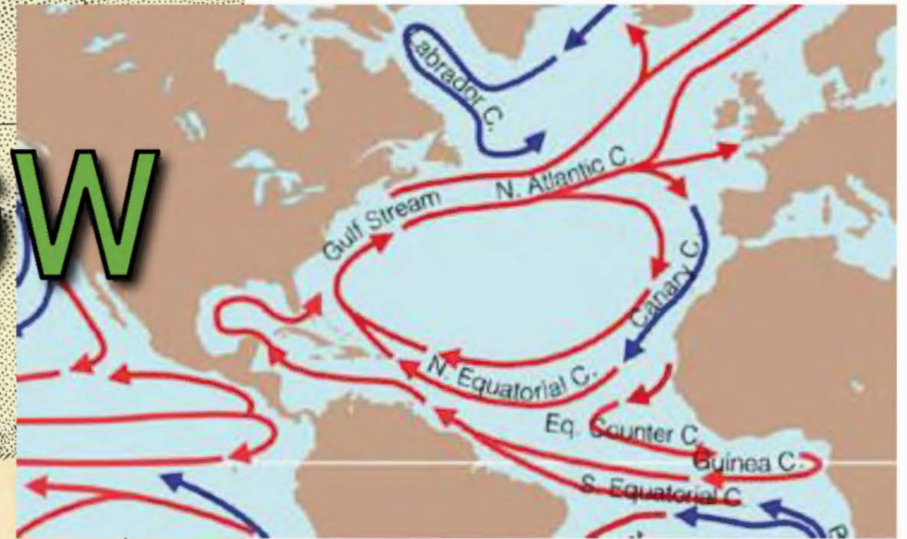 Labrador C.
N. Atlantic C.
Gulf Stream
W
Canary C.
N. Equatorial C.
Eq. Counter C.
Guinea C.
S. Equatorial C.